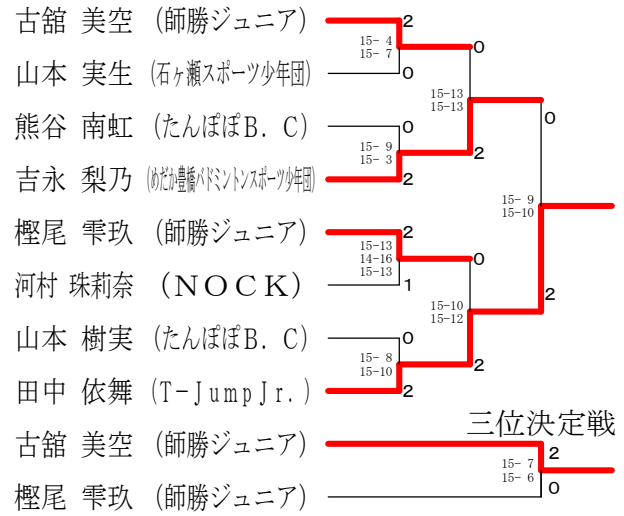 古舘 美空 (師勝ジュニア) 2
15- 4
15- 7
0
山本 実生 (石ヶ瀬スポーツ少年団) 0
15-13
15-13
0
熊谷 南虹 (たんぽぽB. C) 0
15- 9
15- 3
2
吉永 梨乃 (めだか豊橋バドミントンスポーツ少年団) 2
15- 9
15-10
樫尾 雫玖 (師勝ジュニア) 2
15-13
14-16
15-13
0
河村 珠莉奈 (NOCK) 1
15-10
15-12
2
山本 樹実 (たんぽぽB. C) 0
15- 8
15-10
2
田中 依舞 (T-JumpJr.) 2
三位決定戦
古舘 美空 (師勝ジュニア) 2
15- 7
15- 6
樫尾 雫玖 (師勝ジュニア) 0